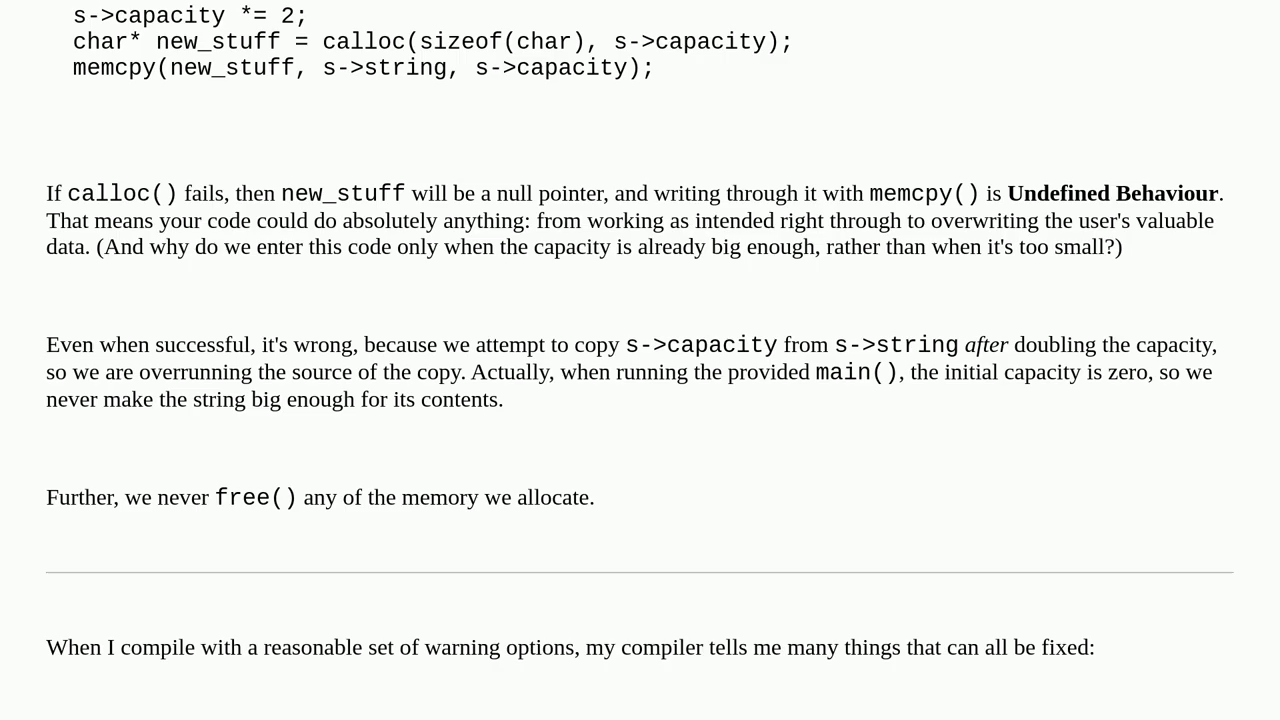 s->capacity *= 2;
char* new_stuff = calloc(sizeof(char), s->capacity);
memcpy(new_stuff, s->string, s->capacity);
If calloc() fails, then new_stuff will be a null pointer, and writing through it with memcpy() is Undefined Behaviour.
That means your code could do absolutely anything: from working as intended right through to overwriting the user's valuable
data. (And why do we enter this code only when the capacity is already big enough, rather than when it's too small?)
Even when successful, it's wrong, because we attempt to copy s->capacity from s->string after doubling the capacity,
so we are overrunning the source of the copy. Actually, when running the provided main(), the initial capacity is zero, so we
never make the string big enough for its contents.
Further, we never free() any of the memory we allocate.
When I compile with a reasonable set of warning options, my compiler tells me many things that can all be fixed: